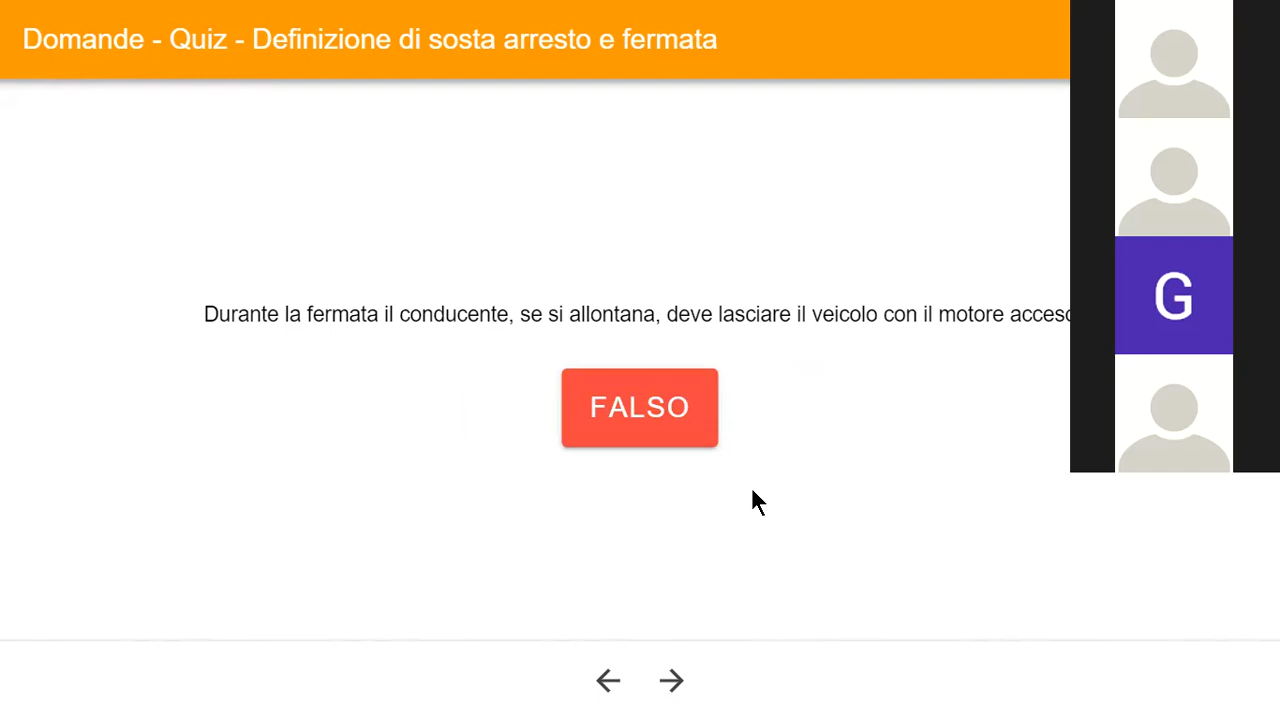 Domande - Quiz - Definizione di sosta arresto e fermata
Durante la fermata il conducente, se si allontana, deve lasciare il veicolo con il motore acceso
FALSO
G